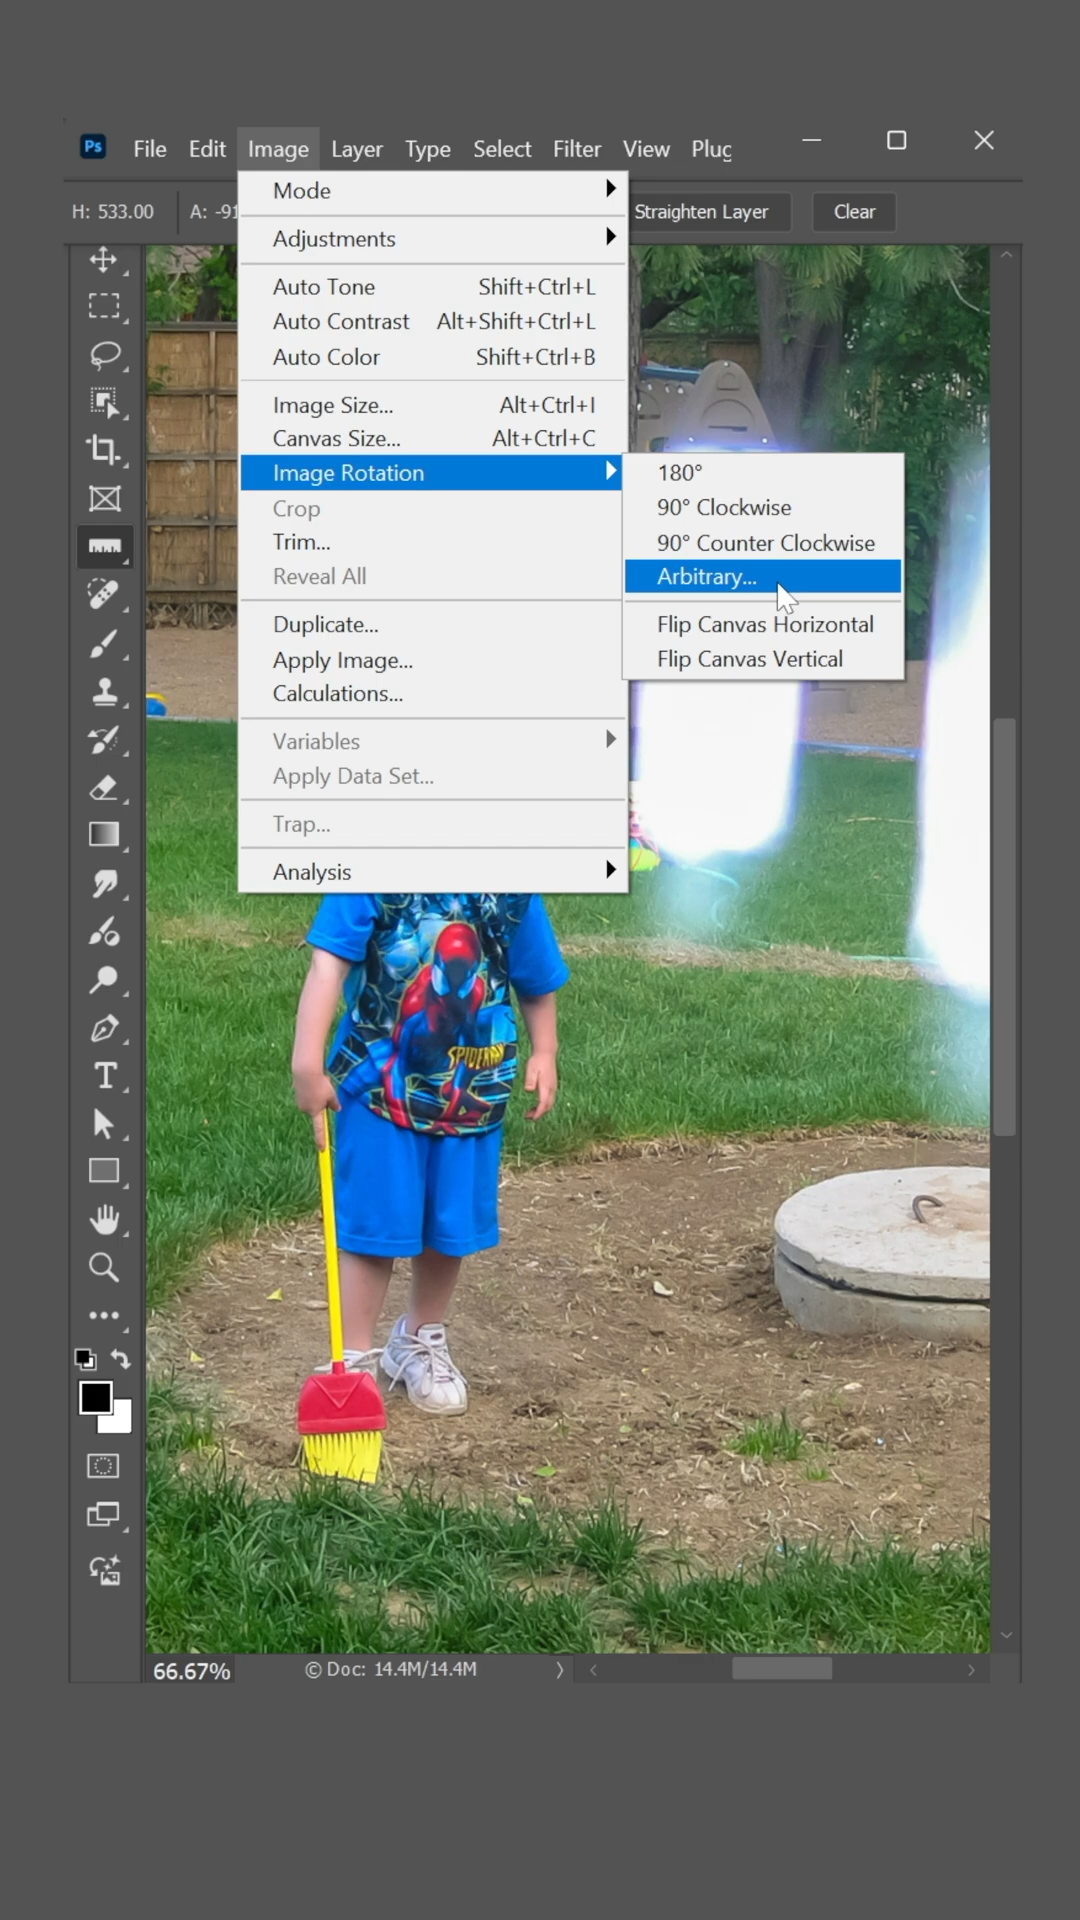 Ps File Edit Image Layer Type Select Filter View Plug
H: 533.00 A: -91 Straighten Layer Clear
Mode
Adjustments
Auto Tone Shift+Ctrl+L
Auto Contrast Alt+Shift+Ctrl+L
Auto Color Shift+Ctrl+B
Image Size... Alt+Ctrl+I
Canvas Size... Alt+Ctrl+C
Image Rotation
Crop
Trim...
Reveal All
Duplicate...
Apply Image...
Calculations...
Variables
Apply Data Set...
Trap...
Analysis
180°
90° Clockwise
90° Counter Clockwise
Arbitrary...
Flip Canvas Horizontal
Flip Canvas Vertical
SPIDERMAN
T
66.67% © Doc: 14.4M/14.4M